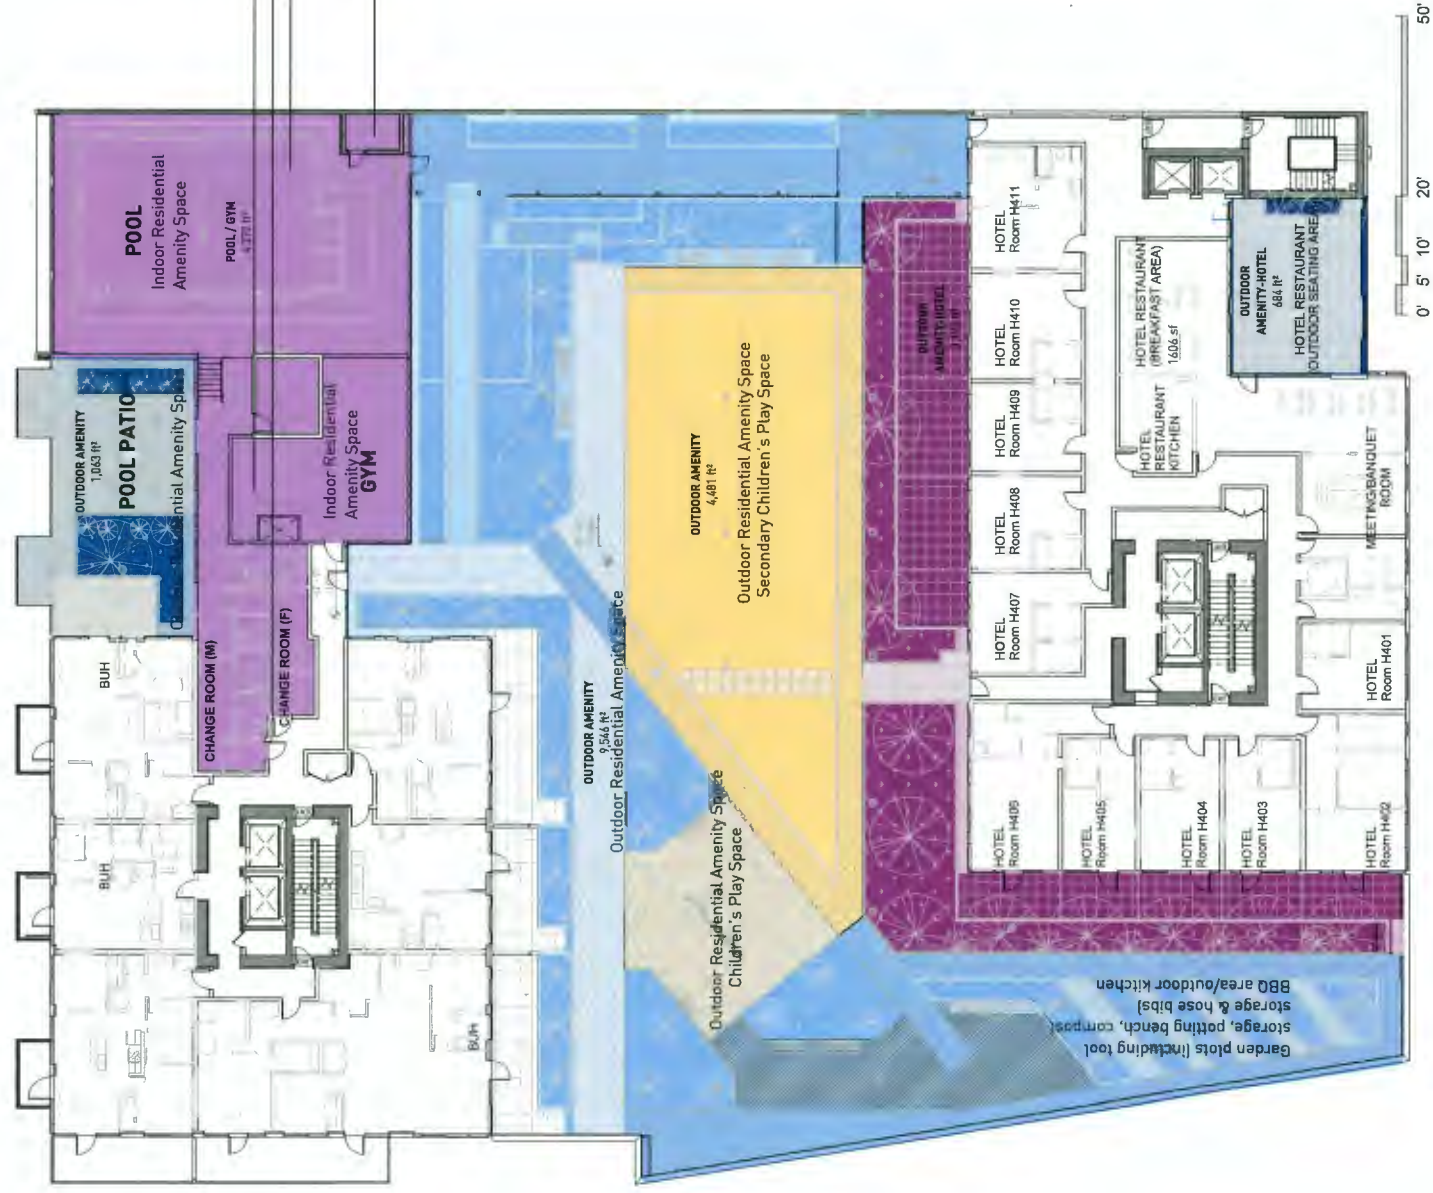 POOL
Indoor Residential
Amenity Space
POOL / GYM
OUTDOOR AMENITY
1,063 ft²
POOL PATIO
Amenity Space
Indoor Residential
Amenity Space
GYM
CHANGE ROOM (M)
CHANGE ROOM (F)
BUH
BUH
BUH
OUTDOOR AMENITY
9,546 ft²
Outdoor Residential Amenity Space
OUTDOOR AMENITY
4,481 ft²
Outdoor Residential Amenity Space
Secondary Children's Play Space
Outdoor Residential Amenity Space
Children's Play Space
OUTDOOR
AMENITY-HOTEL
HOTEL
Room H411
HOTEL
Room H410
HOTEL
Room H409
HOTEL
Room H408
HOTEL
Room H407
HOTEL
Room H406
HOTEL
Room H405
HOTEL
Room H404
HOTEL
Room H403
HOTEL
Room H402
HOTEL
Room H401
HOTEL RESTAURANT
(BREAKFAST AREA)
1606 sf
HOTEL
RESTAURANT
KITCHEN
OUTDOOR
AMENITY-HOTEL
684 ft²
HOTEL RESTAURANT
(OUTDOOR SEATING AREA)
MEETING/BANQUET
ROOM
Garden plots (including tool
storage, potting bench, compost
storage & hose bibs)
BBQ area/outdoor kitchen
0' 5' 10' 20' 50'